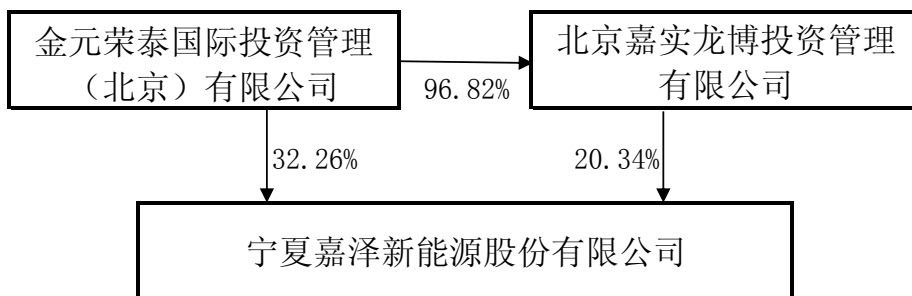 金元荣泰国际投资管理
（北京）有限公司
北京嘉实龙博投资管理
有限公司
96.82%
32.26%
20.34%
宁夏嘉泽新能源股份有限公司